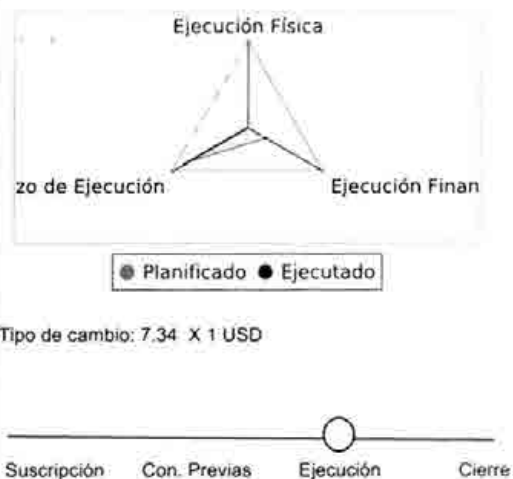 Ejecución Física
zo de Ejecución
Ejecución Finan
Planificado Ejecutado
Tipo de cambio: 7.34 X 1 USD
Suscripción Con. Previas Ejecución Cierre